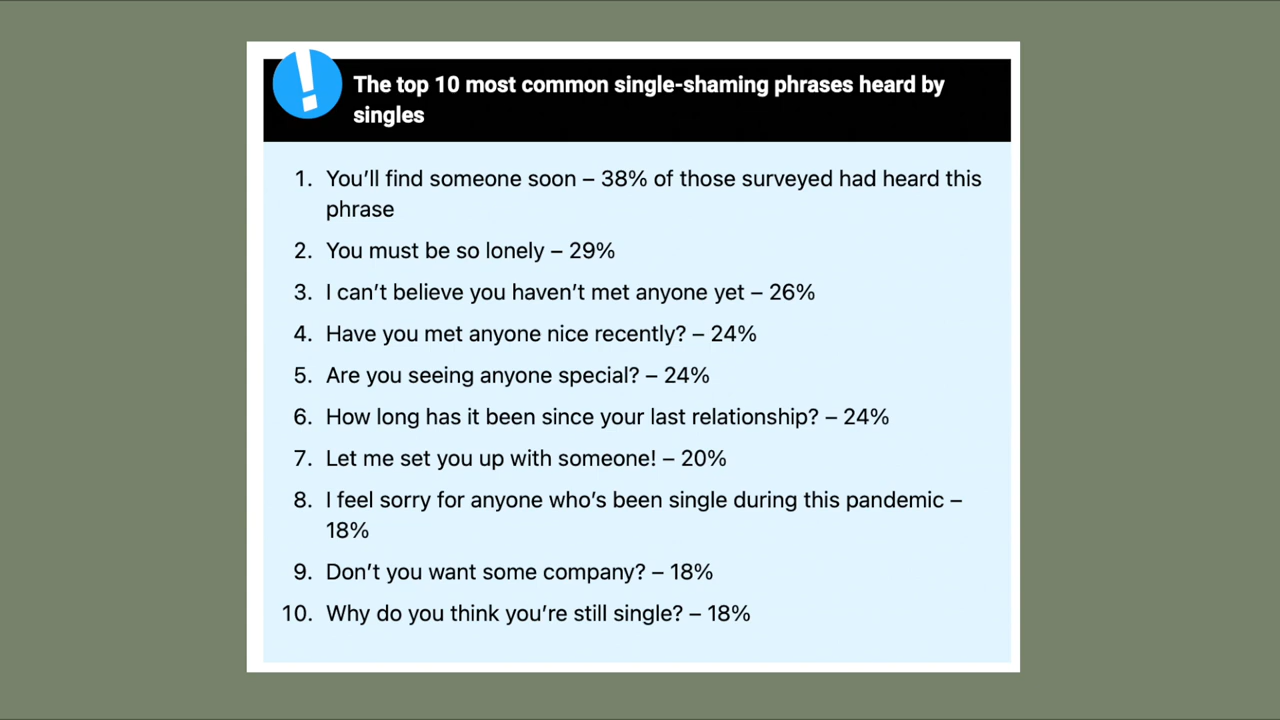 The top 10 most common single-shaming phrases heard by
singles
1. You’ll find someone soon – 38% of those surveyed had heard this
phrase
2. You must be so lonely – 29%
3. I can’t believe you haven’t met anyone yet – 26%
4. Have you met anyone nice recently? – 24%
5. Are you seeing anyone special? – 24%
6. How long has it been since your last relationship? – 24%
7. Let me set you up with someone! – 20%
8. I feel sorry for anyone who’s been single during this pandemic –
18%
9. Don’t you want some company? – 18%
10. Why do you think you’re still single? – 18%